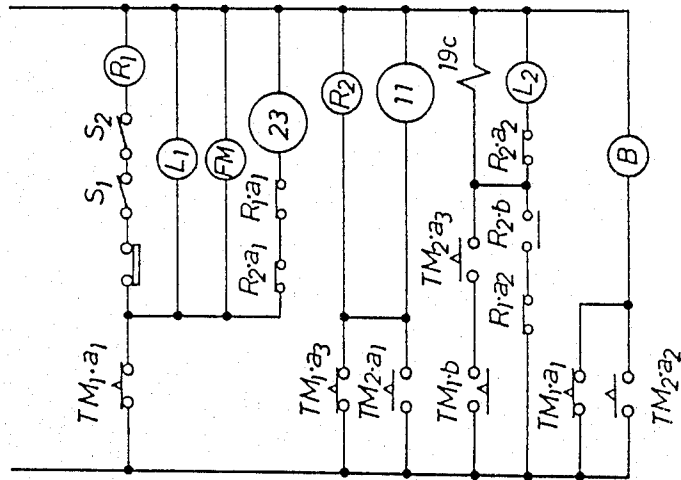 R1
S2
S1
TM1·a1
L1
FM
23
R1·a1
R2·a1
R2
TM1·a3
11
TM2·a1
19c
TM2·a3
TM1·b
L2
R2·a2
R2·b
R1·a2
TM1·a1
B
TM2·a2